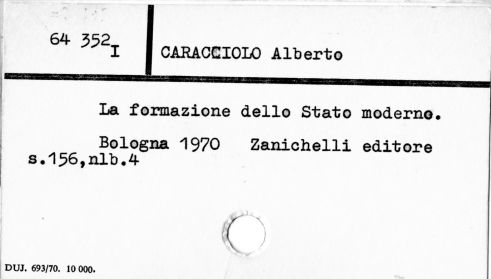 64 352
I
CARACCIOLO Alberto
La formazione dello Stato moderno.
Bologna 1970 Zanichelli editore
s.156,nlb.4
DUJ. 693/70. 10 000.